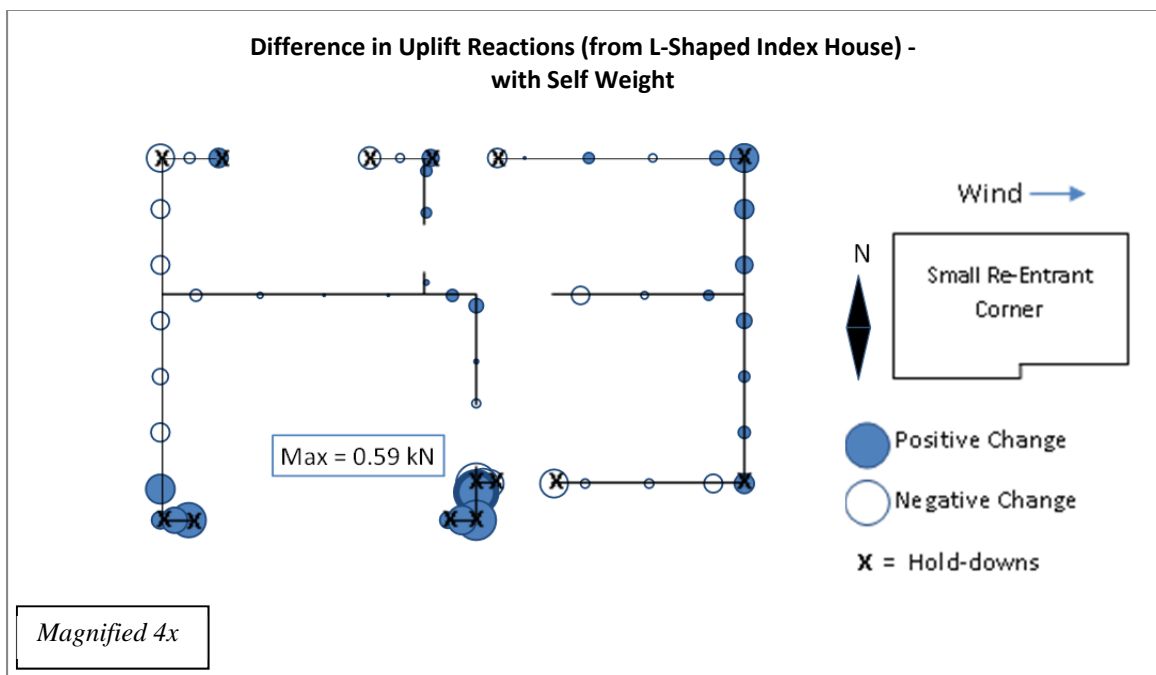 Difference in Uplift Reactions (from L-Shaped Index House) -
with Self Weight
X X X X X X
Wind
N
Small Re-Entrant
Corner
Positive Change
Max = 0.59 kN
X X X X
Negative Change
X X X X
X = Hold-downs
Magnified 4x